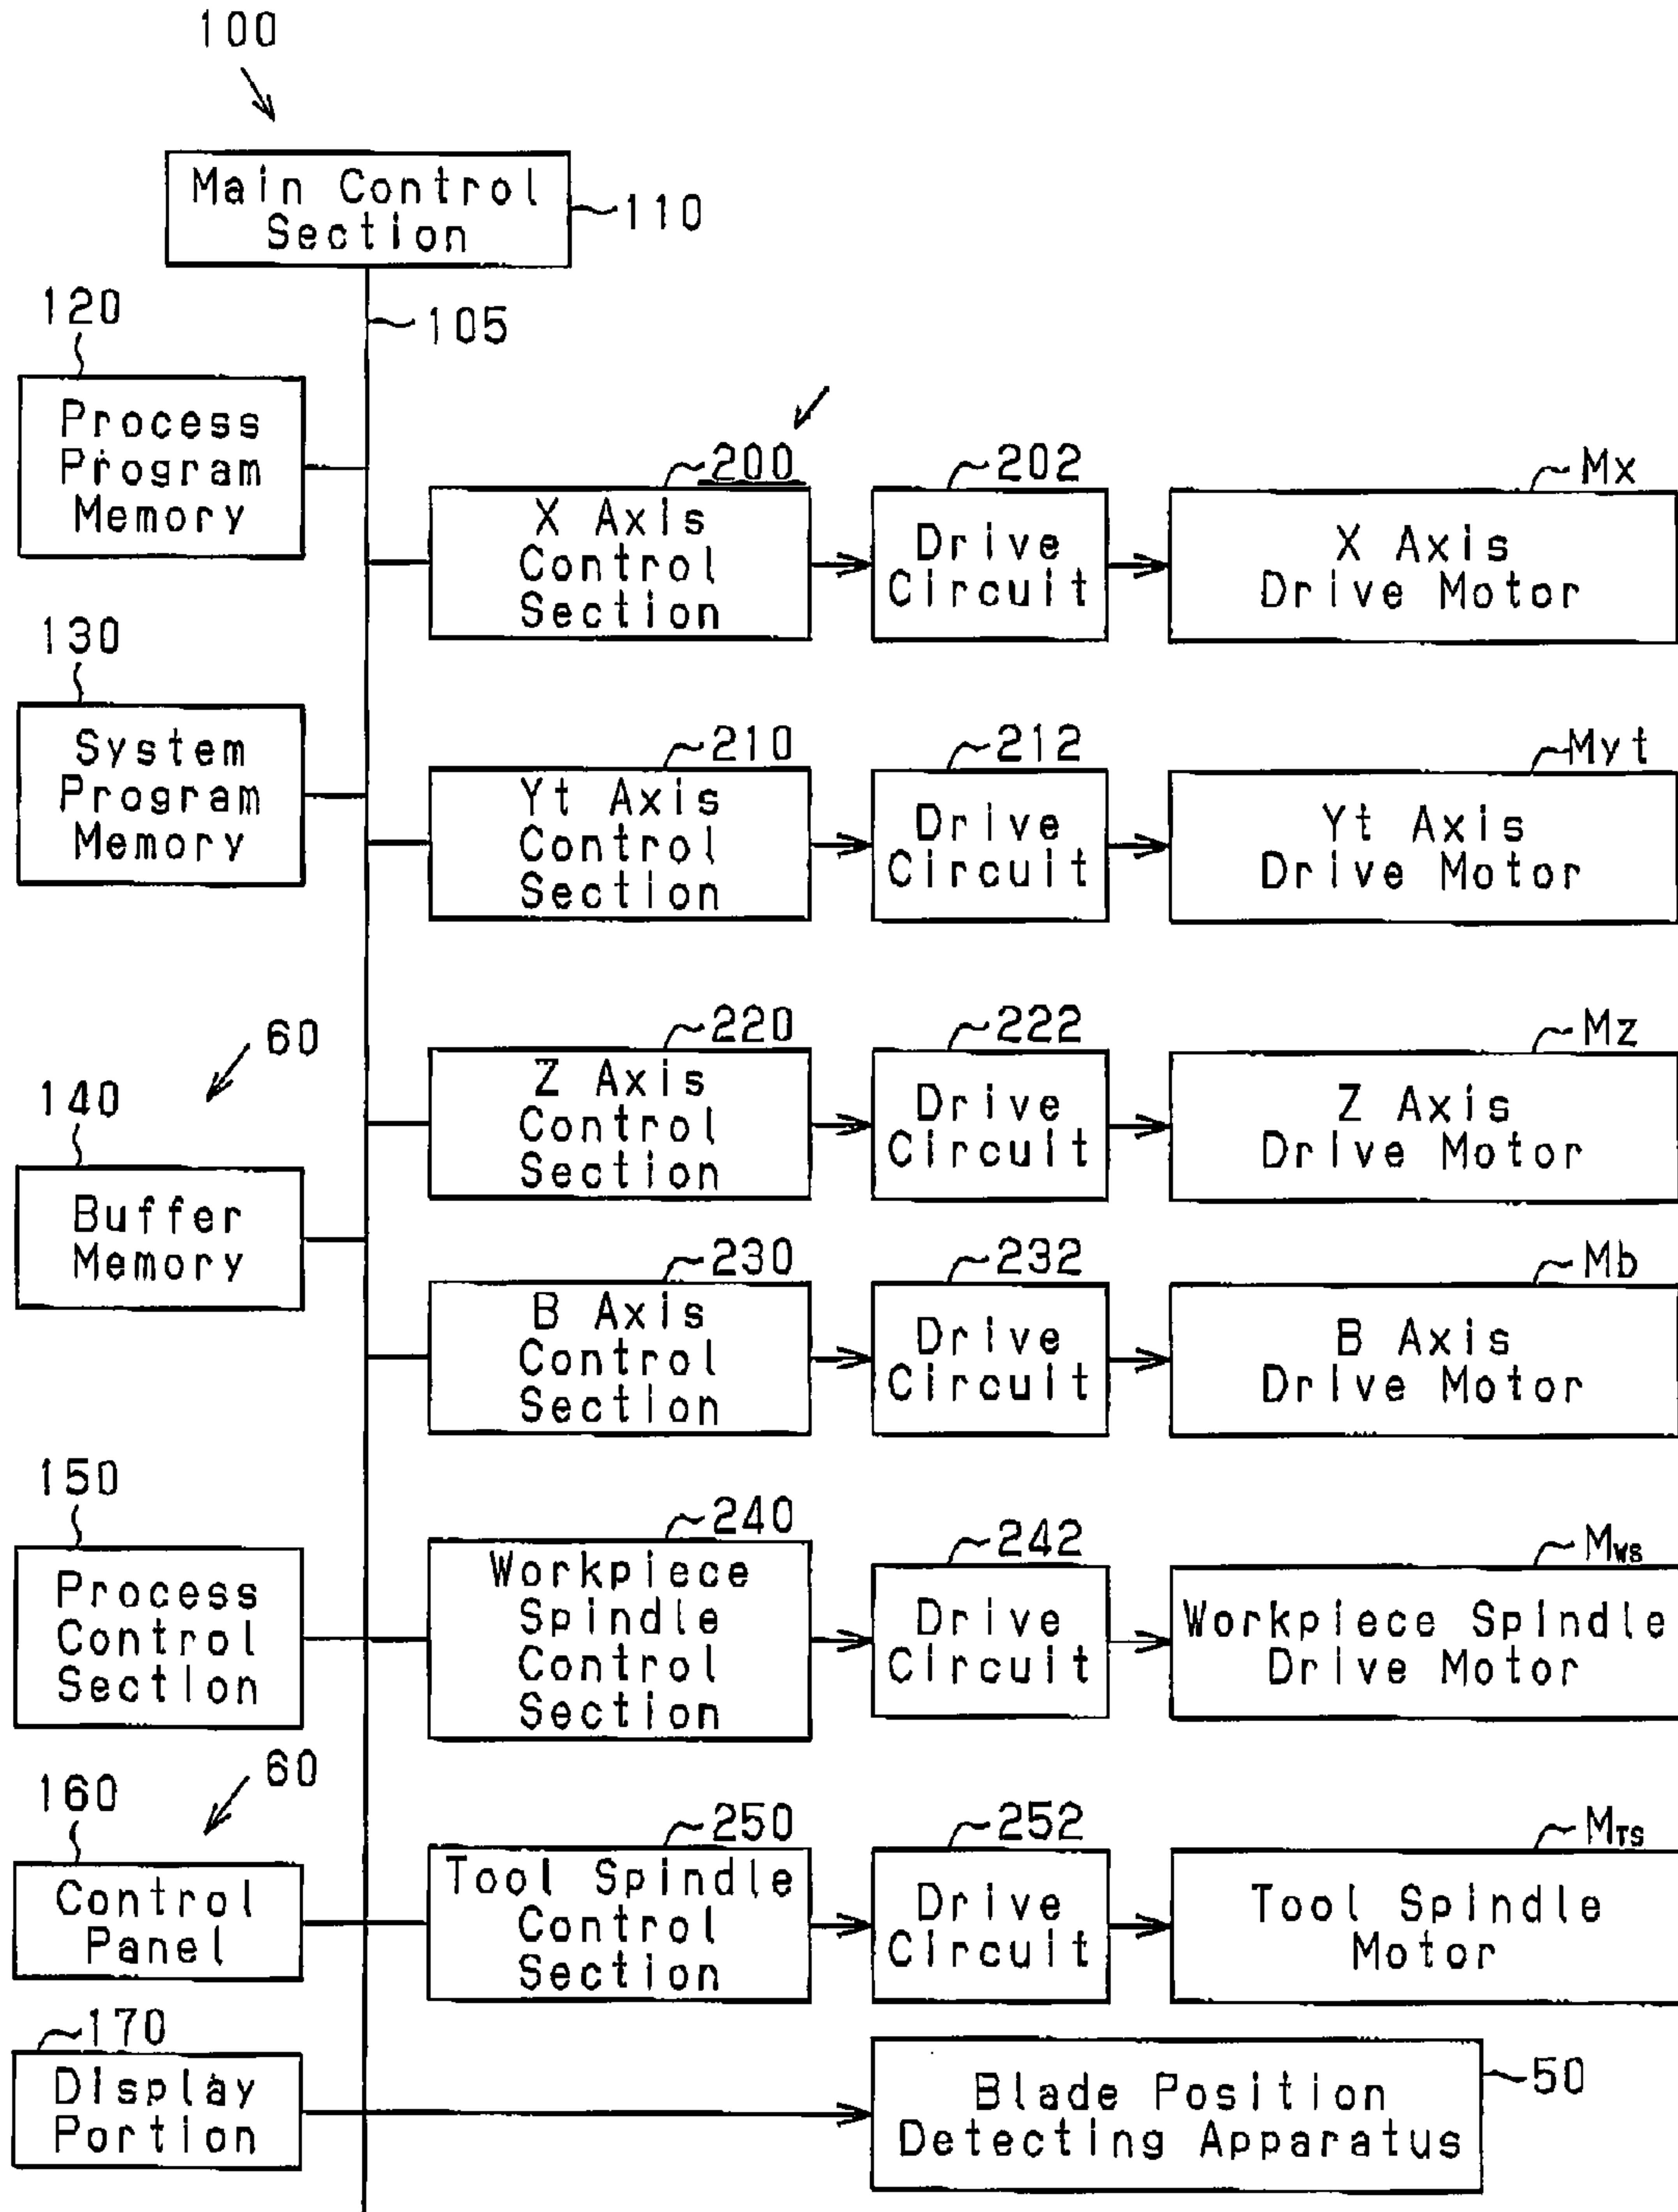 100
Main Control
Section
110
105
120
Process
Program
Memory
200
X Axis
Control
Section
202
Drive
Circuit
Mx
X Axis
Drive Motor
130
System
Program
Memory
210
Yt Axis
Control
Section
212
Drive
Circuit
Myt
Yt Axis
Drive Motor
60
140
Buffer
Memory
220
Z Axis
Control
Section
222
Drive
Circuit
Mz
Z Axis
Drive Motor
230
B Axis
Control
Section
232
Drive
Circuit
Mb
B Axis
Drive Motor
150
Process
Control
Section
240
Workpiece
Spindle
Control
Section
242
Drive
Circuit
Mws
Workpiece Spindle
Drive Motor
60
160
Control
Panel
250
Tool Spindle
Control
Section
252
Drive
Circuit
MTS
Tool Spindle
Motor
170
Display
Portion
50
Blade Position
Detecting Apparatus